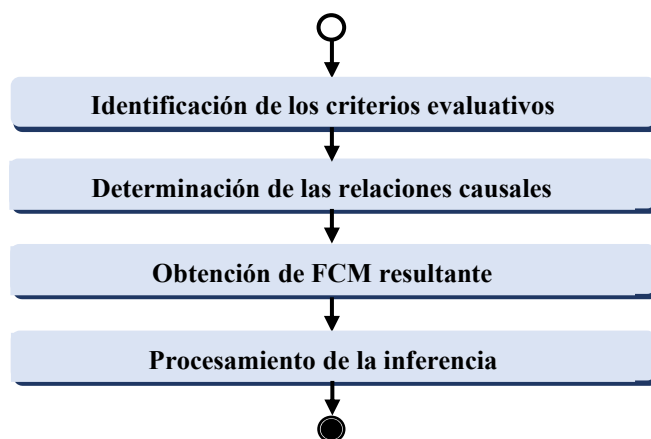 Identificación de los criterios evaluativos
Determinación de las relaciones causales
Obtención de FCM resultante
Procesamiento de la inferencia